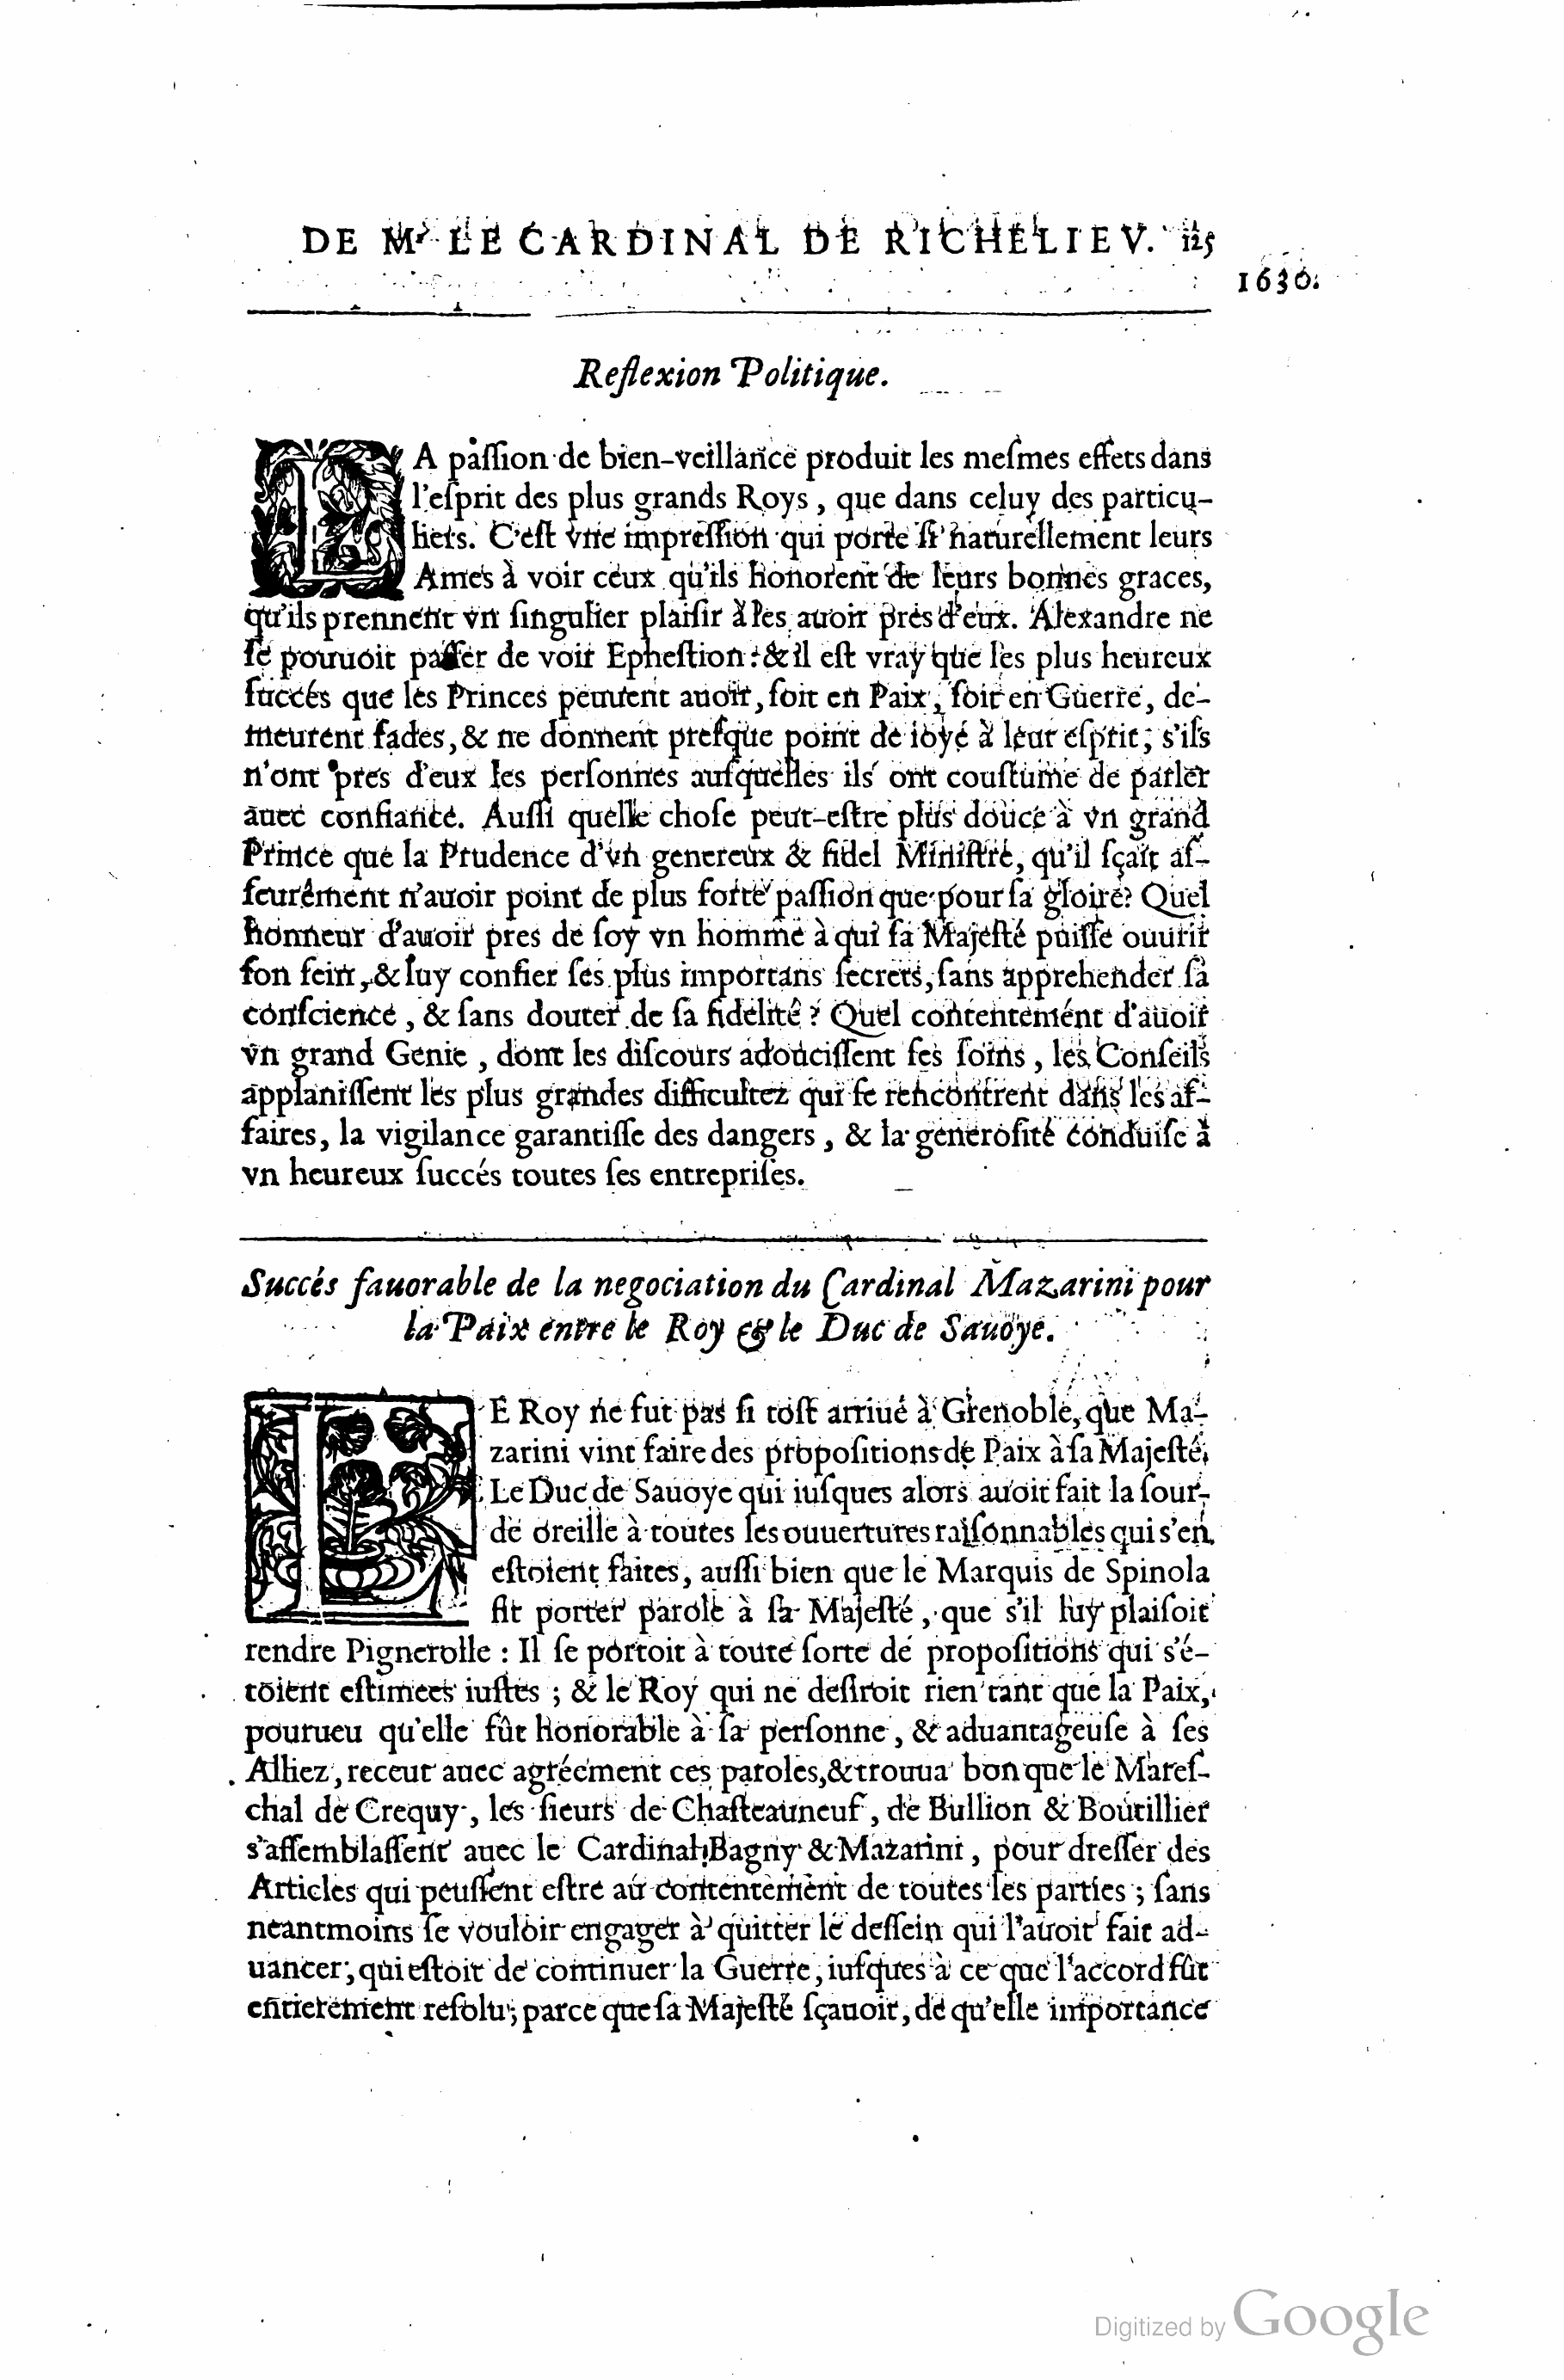 DE Mr LE CARDINAL DE RICHELIEV. 125
1630.
Reflexion Politique.
LA paſſion de bien-veillance produit les meſmes effets dans
l'eſprit des plus grands Roys, que dans celuy des particu-
liers. C'eſt vne impreſſion qui porte ſi naturellement leurs
Ames à voir ceux qu'ils honorent de leurs bonnes graces,
qu'ils prennent vn ſingulier plaiſir à les auoir prés d'eux. Alexandre ne
ſe pouuoit paſſer de voir Epheſtion: & il eſt vray que les plus heureux
ſuccés que les Princes peuuent auoir, ſoit en Paix, ſoit en Guerre, de-
meurent fades, & ne donnent preſque point de ioye à leur eſprit, s'ils
n'ont pres d'eux les perſonnes auſquelles ils ont couſtume de parler
auec confiance. Auſſi quelle choſe peut-eſtre plus douce à vn grand
Prince que la Prudence d'vn genereux & fidel Miniſtre, qu'il ſçait aſ-
ſeurément n'auoir point de plus forte paſſion que pour ſa gloire? Quel
honneur d'auoir pres de ſoy vn homme à qui ſa Majeſté puiſſe ouurir
ſon ſein, & luy confier ſes plus importans ſecrets, ſans apprehender ſa
conſcience, & ſans douter de ſa fidelité? Quel contentement d'auoir
vn grand Genie, dont les diſcours adouciſſent ſes ſoins, les Conſeils
applaniſſent les plus grandes difficultez qui ſe rencontrent dans les af-
faires, la vigilance garantiſſe des dangers, & la generoſité conduiſe à
vn heureux ſuccés toutes ſes entrepriſes.
Succés fauorable de la negociation du Cardinal Mazarini pour
la Paix entre le Roy & le Duc de Sauoye.
LE Roy ne fut pas ſi toſt arriué à Grenoble, que Ma-
zarini vint faire des propoſitions de Paix à ſa Majeſté,
Le Duc de Sauoye qui iuſques alors auoit fait la ſour-
de oreille à toutes les ouuertures raiſonnables qui s'en
eſtoient faites, auſſi bien que le Marquis de Spinola
fit porter parole à ſa Majeſté, que s'il luy plaiſoit
rendre Pignerolle: Il ſe portoit à toute ſorte de propoſitions qui s'é-
toient eſtimees iuſtes; & le Roy qui ne deſiroit rien tant que la Paix,
pourueu qu'elle fût honorable à ſa perſonne, & aduantageuſe à ſes
Alliez, receut auec agréement ces paroles, & trouua bon que le Mareſ-
chal de Crequy, les ſieurs de Chaſteauneuf, de Bullion & Boutillier
s'aſſemblaſſent auec le Cardinal Bagny & Mazarini, pour dreſſer des
Articles qui peuſſent eſtre au contentement de toutes les parties; ſans
neantmoins ſe vouloir engager à quitter le deſſein qui l'auoit fait ad-
uancer, qui eſtoit de continuer la Guerre, iuſques à ce que l'accord fût
entierement reſolu; parce que ſa Majeſté ſçauoit, de qu'elle importance
Digitized by Google